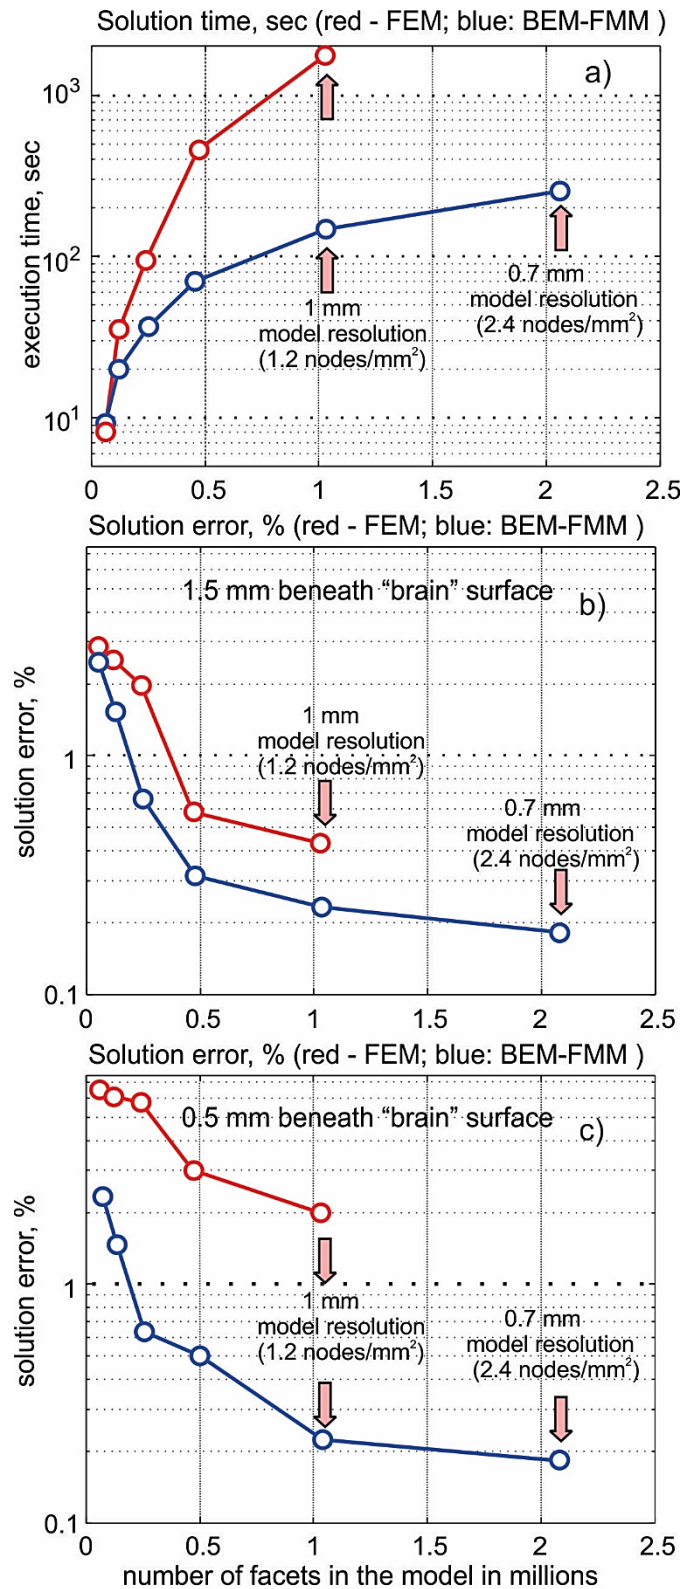 Solution time, sec (red - FEM; blue: BEM-FMM )
a)
10³
execution time, sec
10²
0.7 mm
model resolution
(2.4 nodes/mm²)
1 mm
model resolution
(1.2 nodes/mm²)
10¹
0 0.5 1 1.5 2 2.5
Solution error, % (red - FEM; blue: BEM-FMM )
1.5 mm beneath “brain” surface
b)
solution error, %
1 mm
model resolution
(1.2 nodes/mm²)
1
0.7 mm
model resolution
(2.4 nodes/mm²)
0.1
0 0.5 1 1.5 2 2.5
Solution error, % (red - FEM; blue: BEM-FMM )
0.5 mm beneath “brain” surface
c)
solution error, %
1
1 mm
model resolution
(1.2 nodes/mm²)
0.7 mm
model resolution
(2.4 nodes/mm²)
0.1
0 0.5 1 1.5 2 2.5
number of facets in the model in millions